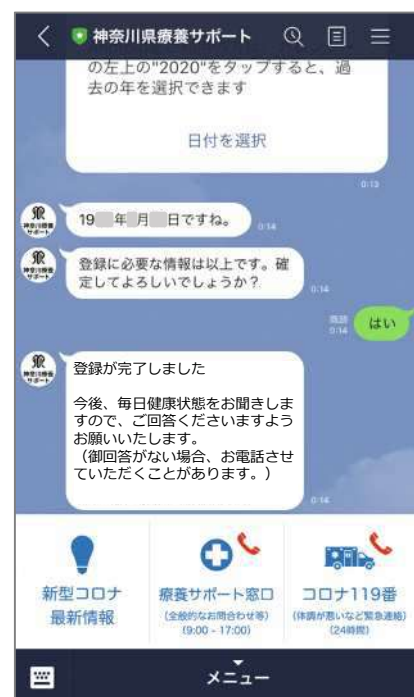 神奈川県療養サポート
の左上の"2020"をタップすると、過
去の年を選択できます
日付を選択
0:13
19 年 月 日ですね。
0:14
登録に必要な情報は以上です。確
定してよろしいでしょうか？
0:14
既読
0:14
はい
登録が完了しました
今後、毎日健康状態をお聞きしま
すので、ご回答くださいますよう
お願いいたします。
（御回答がない場合、お電話させ
ていただくことがあります。）
0:14
新型コロナ
最新情報
療養サポート窓口
(全般的なお問合わせ等)
(9:00 - 17:00)
コロナ119番
(体調が悪いなど緊急連絡)
(24時間)
メニュー